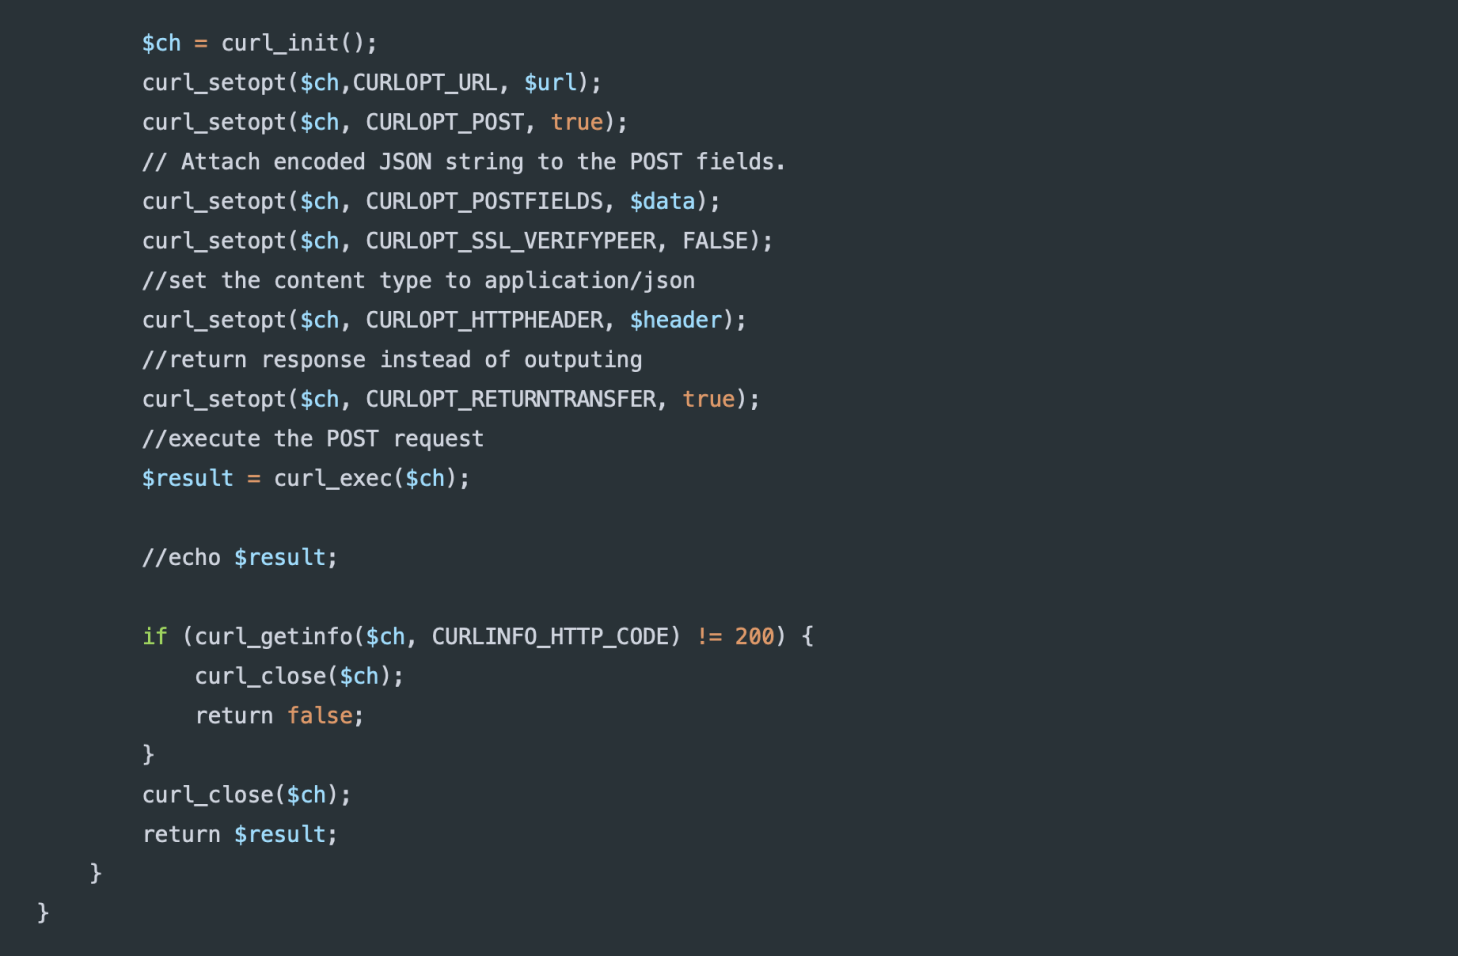 $ch = curl_init();
curl_setopt($ch,CURLOPT_URL, $url);
curl_setopt($ch, CURLOPT_POST, true);
// Attach encoded JSON string to the POST fields.
curl_setopt($ch, CURLOPT_POSTFIELDS, $data);
curl_setopt($ch, CURLOPT_SSL_VERIFYPEER, FALSE);
//set the content type to application/json
curl_setopt($ch, CURLOPT_HTTPHEADER, $header);
//return response instead of outputing
curl_setopt($ch, CURLOPT_RETURNTRANSFER, true);
//execute the POST request
$result = curl_exec($ch);
//echo $result;
if (curl_getinfo($ch, CURLINFO_HTTP_CODE) != 200) {
curl_close($ch);
return false;
}
curl_close($ch);
return $result;
}
}